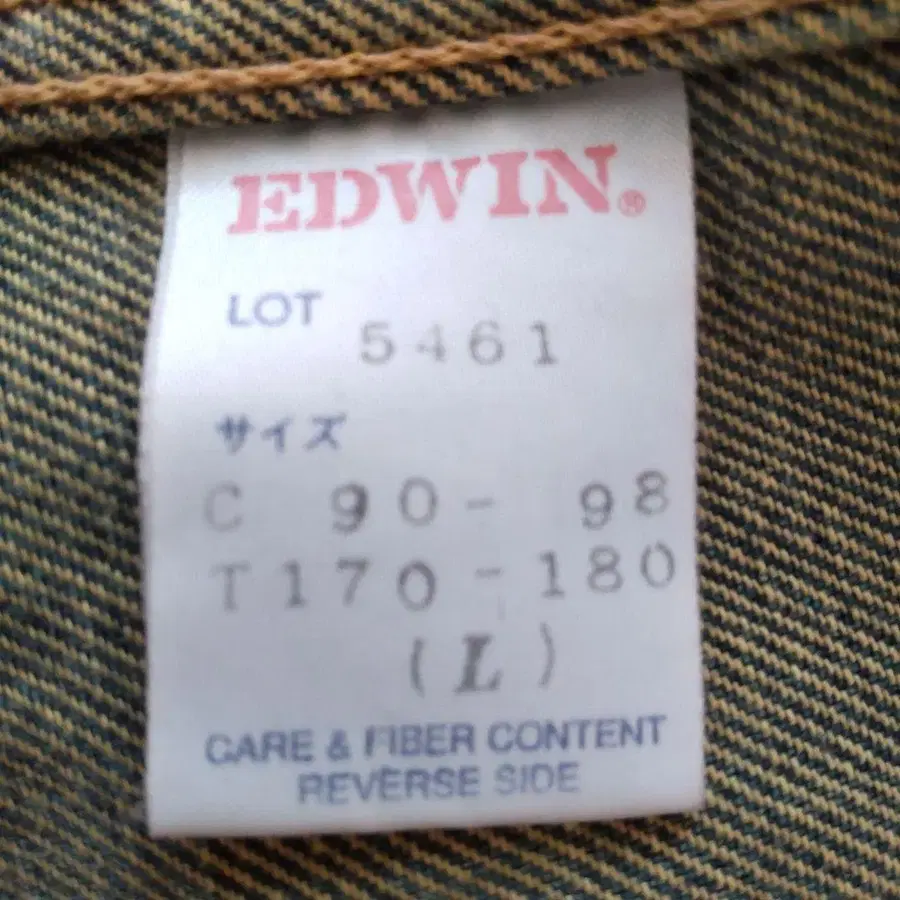 EDWIN®
LOT
5461
サイズ
C 90- 98
T170-180
(L)
CARE & FIBER CONTENT
REVERSE SIDE